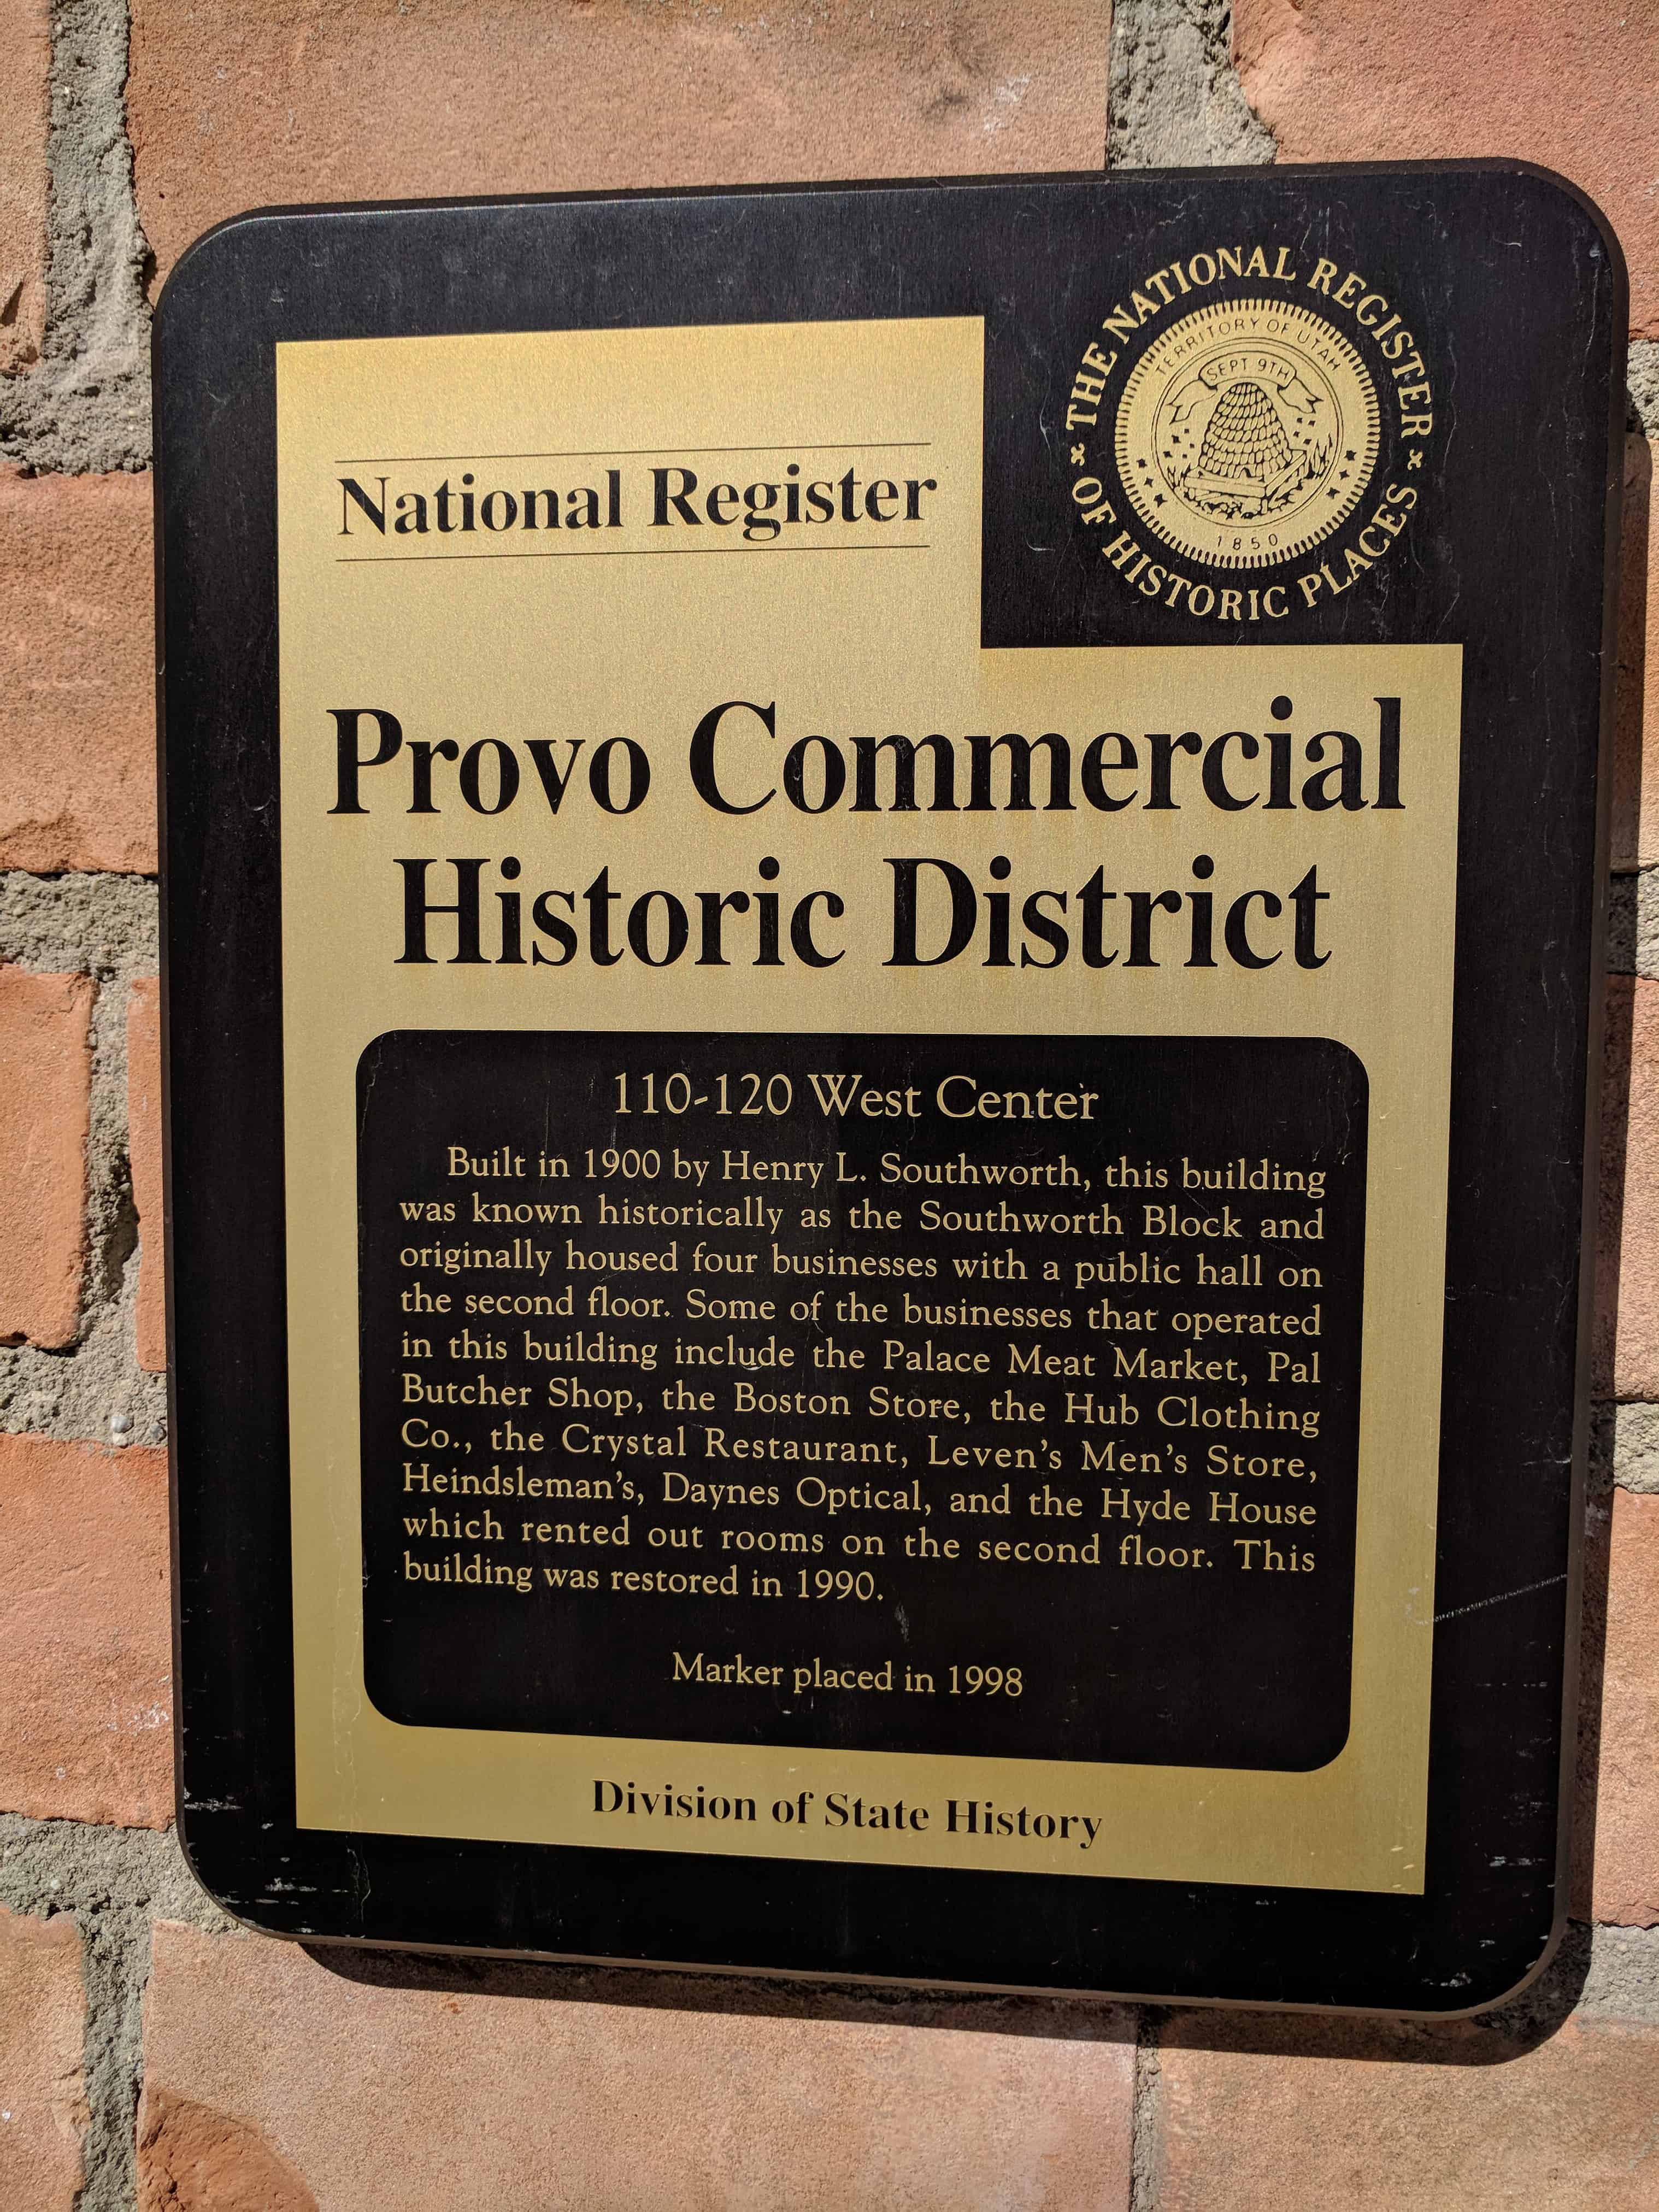 THE NATIONAL REGISTER
OF HISTORIC PLACES
TERRITORY OF UTAH
SEPT 9TH
1850
National Register
Provo Commercial
Historic District
110-120 West Center
Built in 1900 by Henry L. Southworth, this building
was known historically as the Southworth Block and
originally housed four businesses with a public hall on
the second floor. Some of the businesses that operated
in this building include the Palace Meat Market, Pal
Butcher Shop, the Boston Store, the Hub Clothing
Co., the Crystal Restaurant, Leven's Men's Store,
Heindsleman's, Daynes Optical, and the Hyde House
which rented out rooms on the second floor. This
building was restored in 1990.
Marker placed in 1998
Division of State History